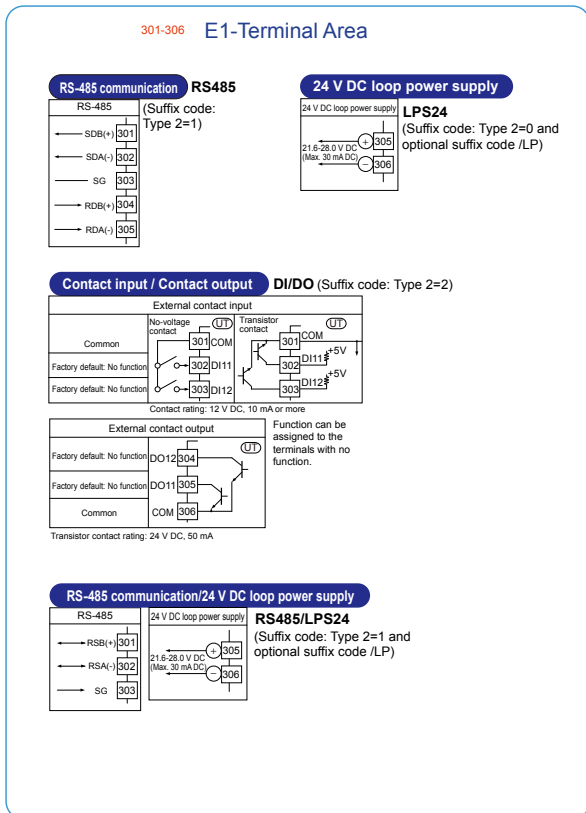 301-306 E1-Terminal Area
RS-485 communication RS485
(Suffix code:
Type 2=1)
RS-485
SDB(+) 301
SDA(-) 302
SG 303
RDB(+) 304
RDA(-) 305
24 V DC loop power supply
24 V DC loop power supply
LPS24
(Suffix code: Type 2=0 and
optional suffix code /LP)
21.6-28.0 V DC
(Max. 30 mA DC)
+ 305
− 306
Contact input / Contact output DI/DO (Suffix code: Type 2=2)
External contact input
No-voltage
contact
UT
Transistor
contact
UT
Common 301 COM 301 COM
Factory default: No function 302 DI11 302 DI11 +5V
Factory default: No function 303 DI12 303 DI12 +5V
Contact rating: 12 V DC, 10 mA or more
External contact output
UT
Factory default: No function DO12 304
Factory default: No function DO11 305
Common COM 306
Function can be
assigned to the
terminals with no
function.
Transistor contact rating: 24 V DC, 50 mA
RS-485 communication/24 V DC loop power supply
RS-485
RSB(+) 301
RSA(-) 302
SG 303
24 V DC loop power supply
21.6-28.0 V DC
(Max. 30 mA DC)
+ 305
− 306
RS485/LPS24
(Suffix code: Type 2=1 and
optional suffix code /LP)